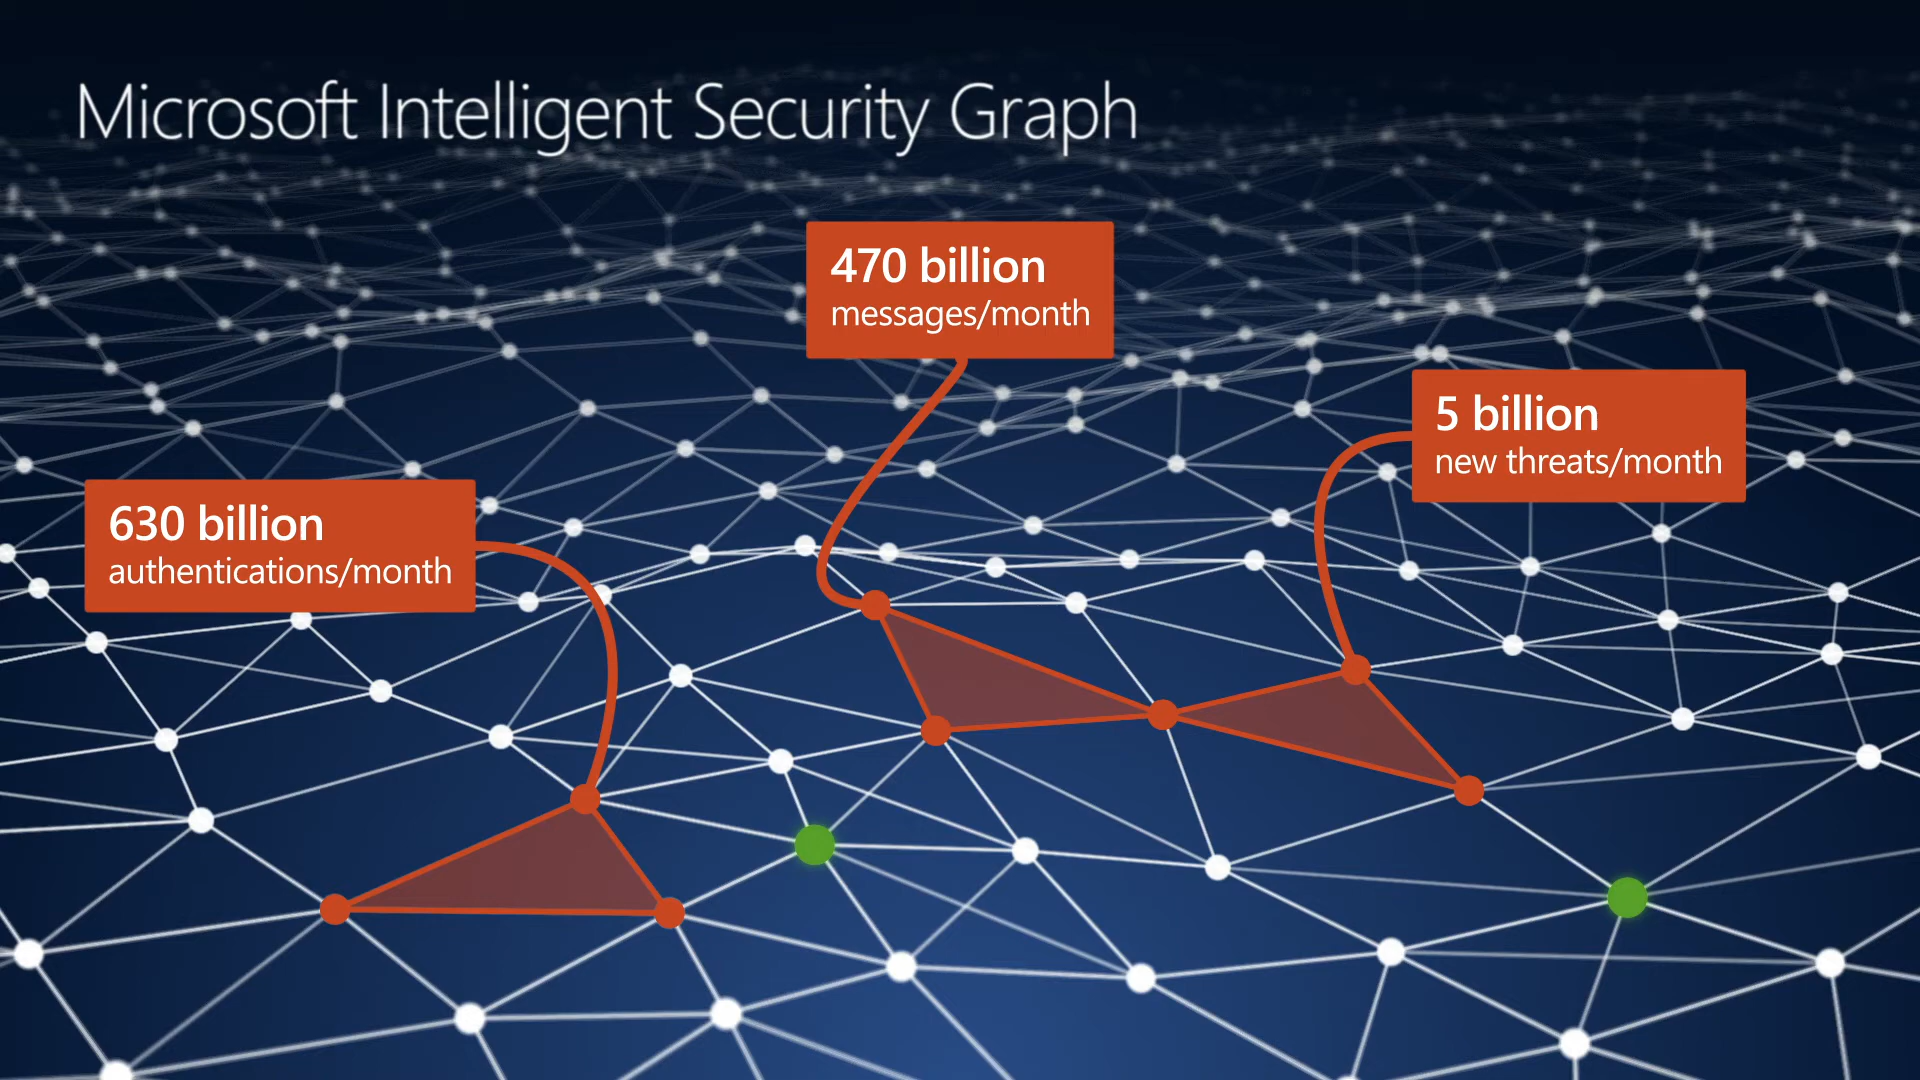 Microsoft Intelligent Security Graph
470 billion
messages/month
5 billion
new threats/month
630 billion
authentications/month